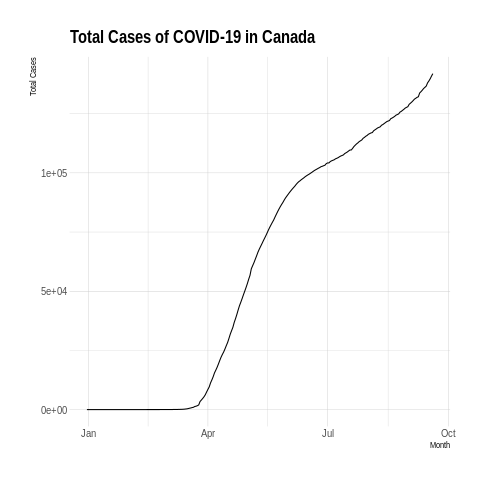 Total Cases of COVID-19 in Canada
Total Cases
1e+05
5e+04
0e+00
Jan Apr Jul Oct
Month